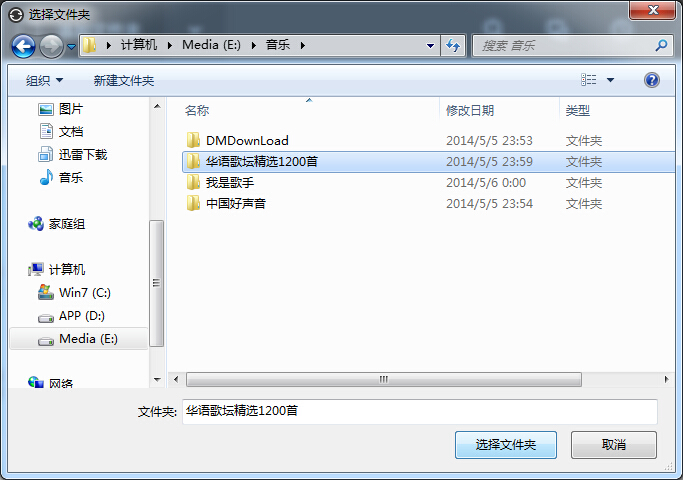 选择文件夹
计算机 Media (E:) 音乐
搜索 音乐
组织 新建文件夹
图片
文档
迅雷下载
音乐
家庭组
计算机
Win7 (C:)
APP (D:)
Media (E:)
网络
名称 修改日期 类型
DMDownLoad 2014/5/5 23:53 文件夹
华语歌坛精选1200首 2014/5/5 23:59 文件夹
我是歌手 2014/5/6 0:00 文件夹
中国好声音 2014/5/5 23:54 文件夹
文件夹: 华语歌坛精选1200首
选择文件夹 取消